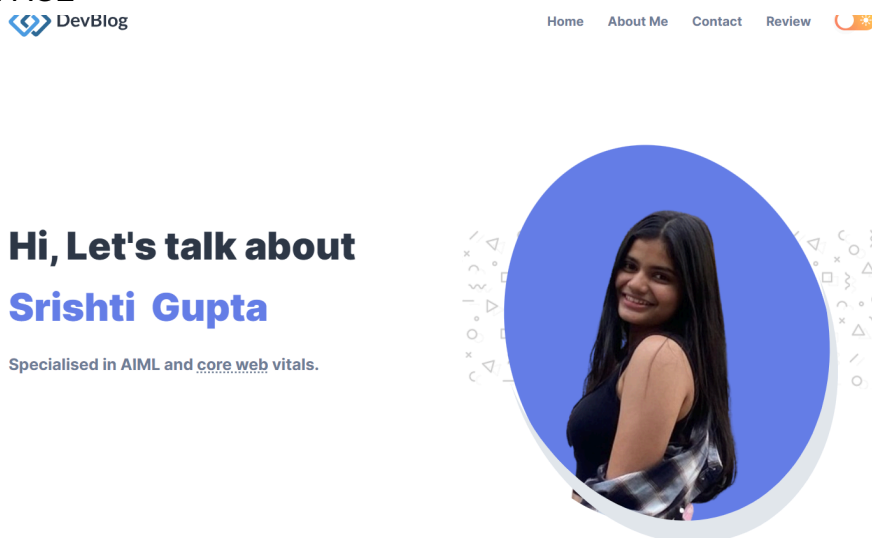 DevBlog
Home About Me Contact Review
Hi, Let's talk about
Srishti Gupta
Specialised in AIML and core web vitals.